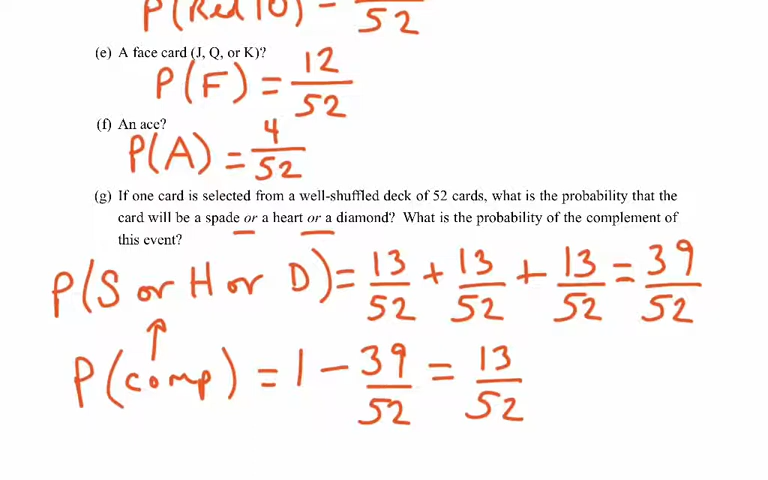 P(Red 10) = 52
(e) A face card (J, Q, or K)?
P(F) = 12/52
(f) An ace?
P(A) = 4/52
(g) If one card is selected from a well-shuffled deck of 52 cards, what is the probability that the
card will be a spade or a heart or a diamond? What is the probability of the complement of
this event?
P(S or H or D) = 13/52 + 13/52 + 13/52 = 39/52
P(comp) = 1 - 39/52 = 13/52